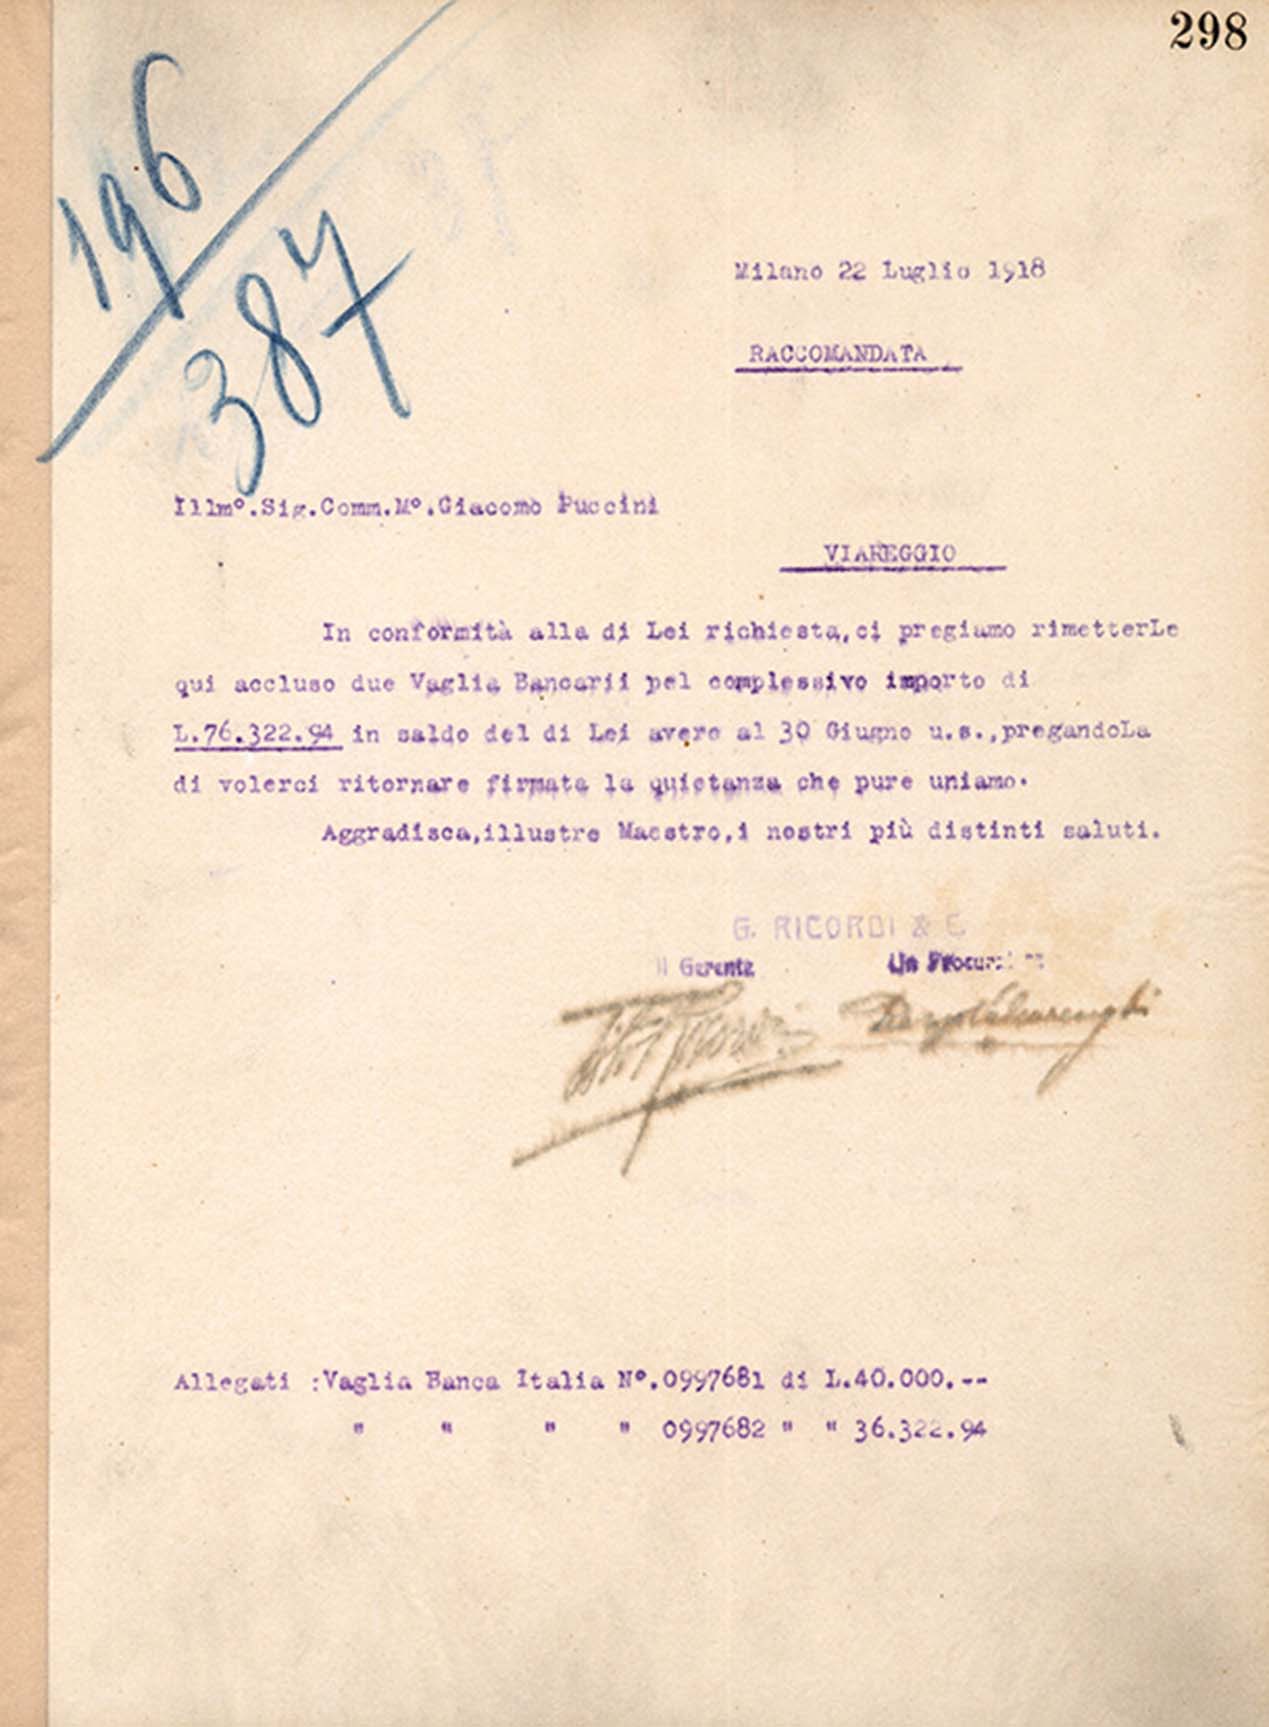 298
196
387
Milano 22 Luglio 1918
RACCOMANDATA
Illmº.Sig.Comm.Mº.Giacomo Puccini
VIAREGGIO
In conformità alla di Lei richiesta,ci pregiamo rimetterLe
qui accluso due Vaglia Bancarii pel complessivo importo di
L.76.322.94 in saldo del di Lei avere al 30 Giugno u.s.,pregandoLa
di volerci ritornare firmata la quietanza che pure uniamo.
Aggradisca,illustre Maestro,i nostri più distinti saluti.
G. RICORDI & C.
Il Gerente Un Procuratore
Allegati :Vaglia Banca Italia Nº.0997681 di L.40.000.--
" " " " 0997682 " " 36.322.94